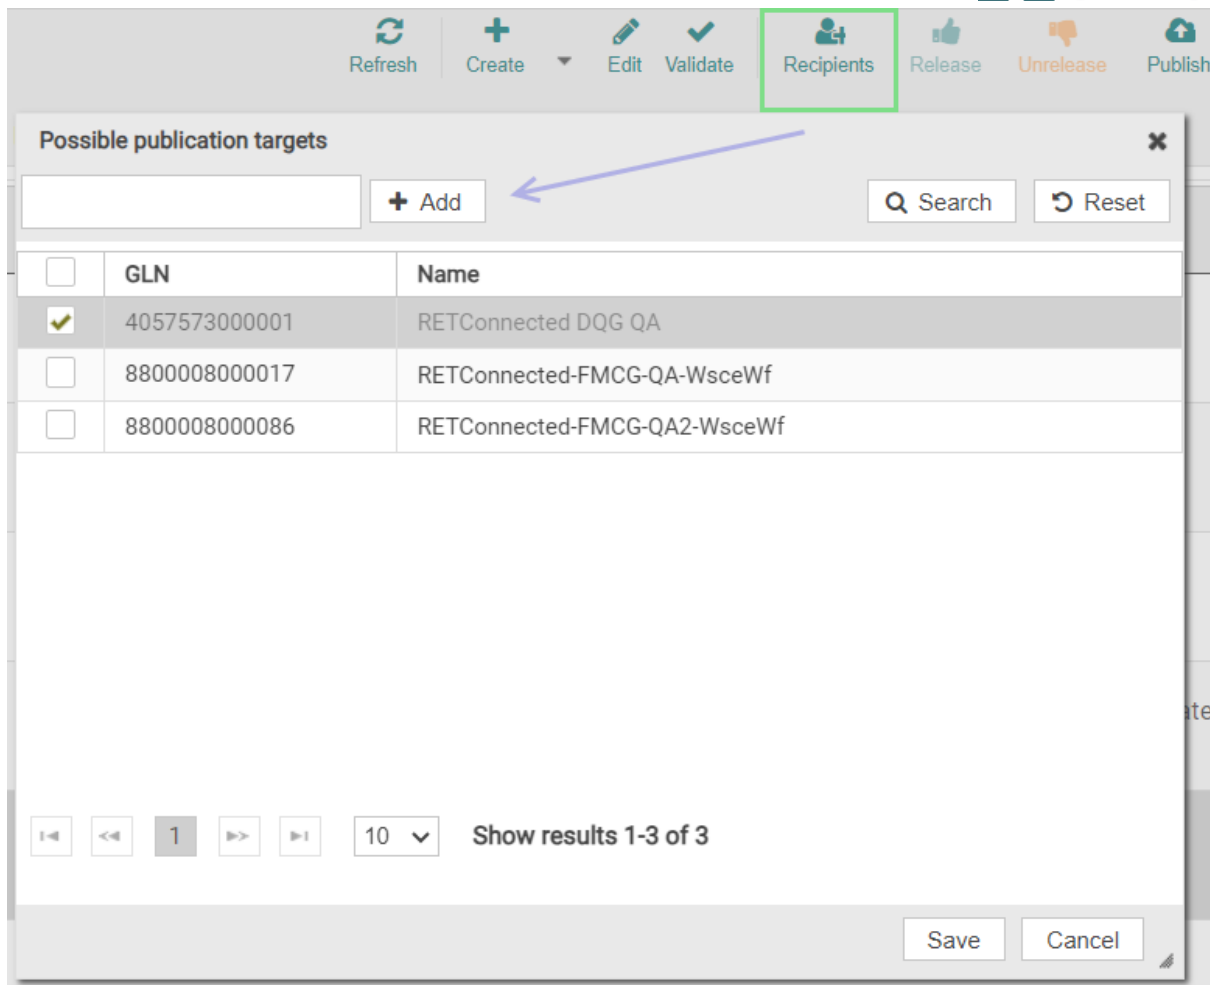 Refresh Create Edit Validate Recipients Release Unrelease Publish
Possible publication targets
Add Search Reset
GLN Name
4057573000001 RETConnected DQG QA
8800008000017 RETConnected-FMCG-QA-WsceWf
8800008000086 RETConnected-FMCG-QA2-WsceWf
ate
1 10 Show results 1-3 of 3
Save Cancel